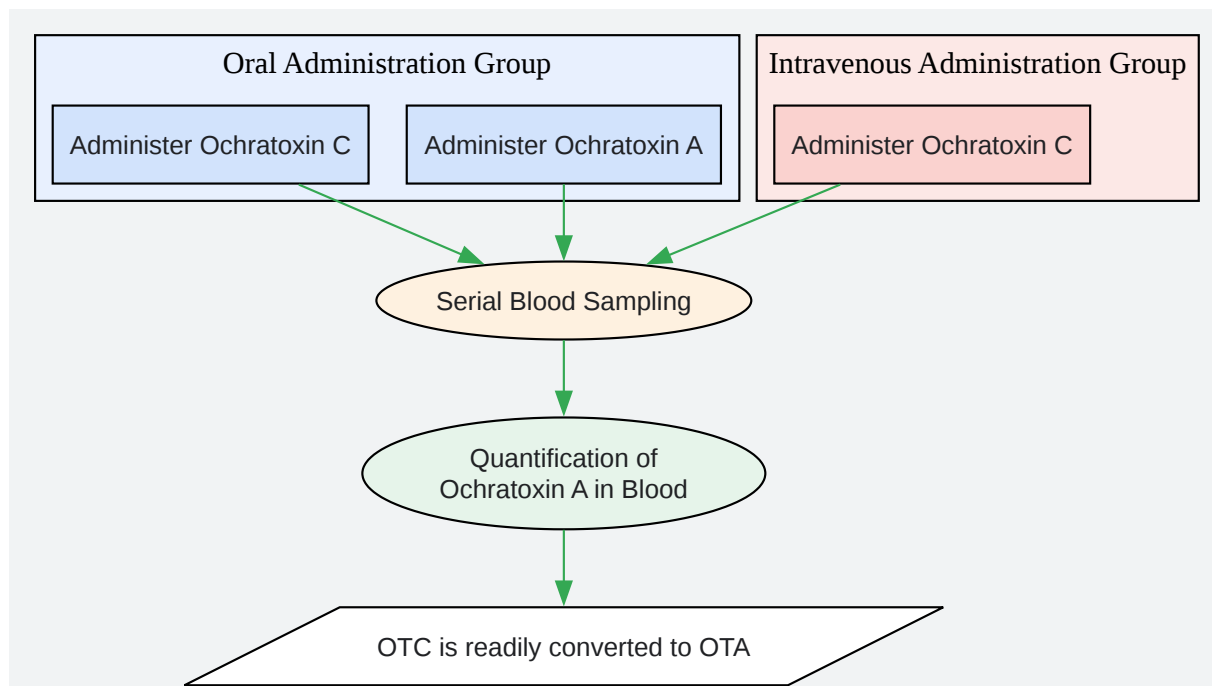 Oral Administration Group
Intravenous Administration Group
Administer Ochratoxin C
Administer Ochratoxin A
Administer Ochratoxin C
Serial Blood Sampling
Quantification of
Ochratoxin A in Blood
OTC is readily converted to OTA